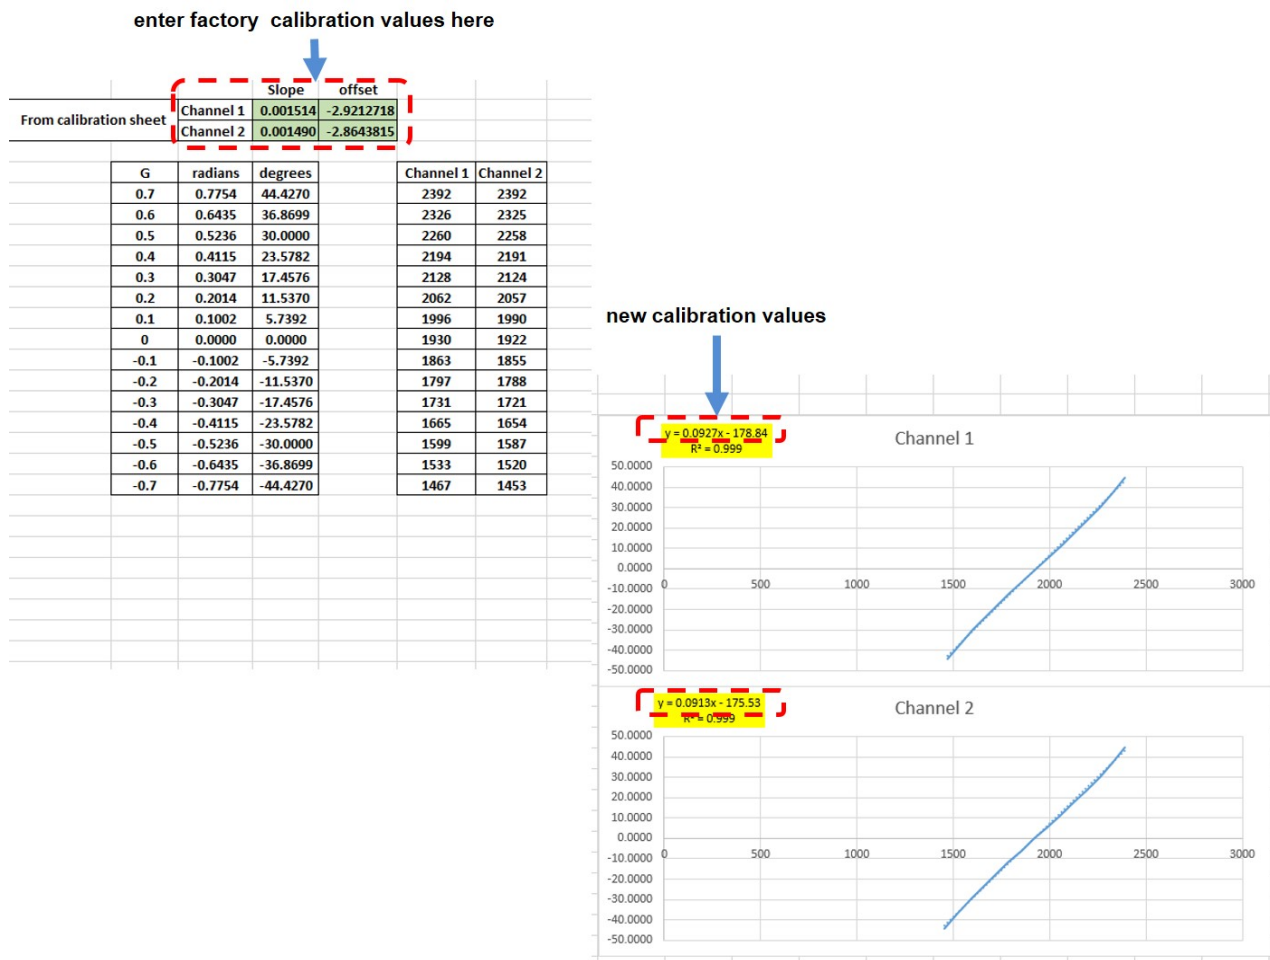 enter factory  calibration values here
Slope offset
From calibration sheet Channel 1 0.001514 -2.9212718
Channel 2 0.001490 -2.8643815
G radians degrees Channel 1 Channel 2
0.7 0.7754 44.4270 2392 2392
0.6 0.6435 36.8699 2326 2325
0.5 0.5236 30.0000 2260 2258
0.4 0.4115 23.5782 2194 2191
0.3 0.3047 17.4576 2128 2124
0.2 0.2014 11.5370 2062 2057
0.1 0.1002 5.7392 1996 1990
0 0.0000 0.0000 1930 1922
-0.1 -0.1002 -5.7392 1863 1855
-0.2 -0.2014 -11.5370 1797 1788
-0.3 -0.3047 -17.4576 1731 1721
-0.4 -0.4115 -23.5782 1665 1654
-0.5 -0.5236 -30.0000 1599 1587
-0.6 -0.6435 -36.8699 1533 1520
-0.7 -0.7754 -44.4270 1467 1453
new calibration values
y = 0.0927x - 178.84
R² = 0.999
Channel 1
50.0000
40.0000
30.0000
20.0000
10.0000
0.0000
-10.0000 0 500 1000 1500 2000 2500 3000
-20.0000
-30.0000
-40.0000
-50.0000
y = 0.0913x - 175.53
R² = 0.999
Channel 2
50.0000
40.0000
30.0000
20.0000
10.0000
0.0000
-10.0000 0 500 1000 1500 2000 2500 3000
-20.0000
-30.0000
-40.0000
-50.0000